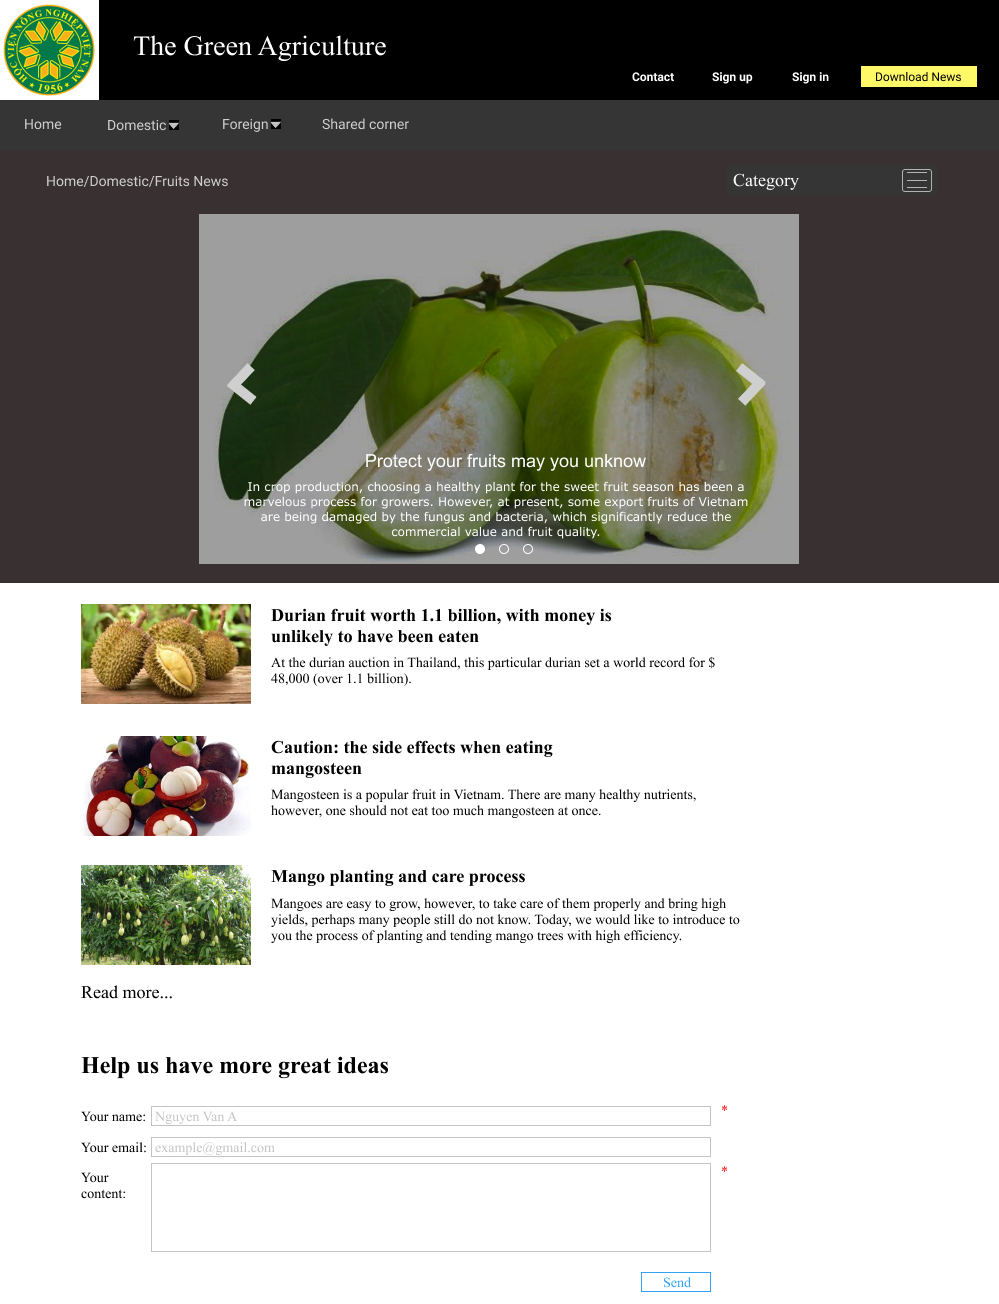 HỌC VIỆN NÔNG NGHIỆP VIỆT NAM
★ 1956 ★
The Green Agriculture
Contact Sign up Sign in Download News
Home Domestic Foreign Shared corner
Home/Domestic/Fruits News
Category
Protect your fruits may you unknow
In crop production, choosing a healthy plant for the sweet fruit season has been a
marvelous process for growers. However, at present, some export fruits of Vietnam
are being damaged by the fungus and bacteria, which significantly reduce the
commercial value and fruit quality.
Durian fruit worth 1.1 billion, with money is
unlikely to have been eaten
At the durian auction in Thailand, this particular durian set a world record for $
48,000 (over 1.1 billion).
Caution: the side effects when eating
mangosteen
Mangosteen is a popular fruit in Vietnam. There are many healthy nutrients,
however, one should not eat too much mangosteen at once.
Mango planting and care process
Mangoes are easy to grow, however, to take care of them properly and bring high
yields, perhaps many people still do not know. Today, we would like to introduce to
you the process of planting and tending mango trees with high efficiency.
Read more...
Help us have more great ideas
Your name: Nguyen Van A *
Your email: example@gmail.com
Your *
content:
Send